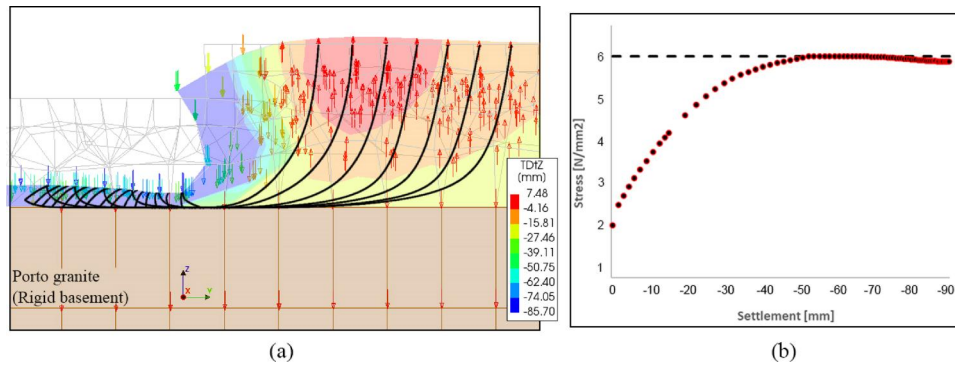 TDtZ
(mm)
7.48
-4.16
-15.81
-27.46
-39.11
-50.75
-62.40
-74.05
-85.70
Porto granite
(Rigid basement)
Z
X
Y
(a)
Stress [N/mm2]
6
5
4
3
2
1
0 -10 -20 -30 -40 -50 -60 -70 -80 -90
Settlement [mm]
(b)